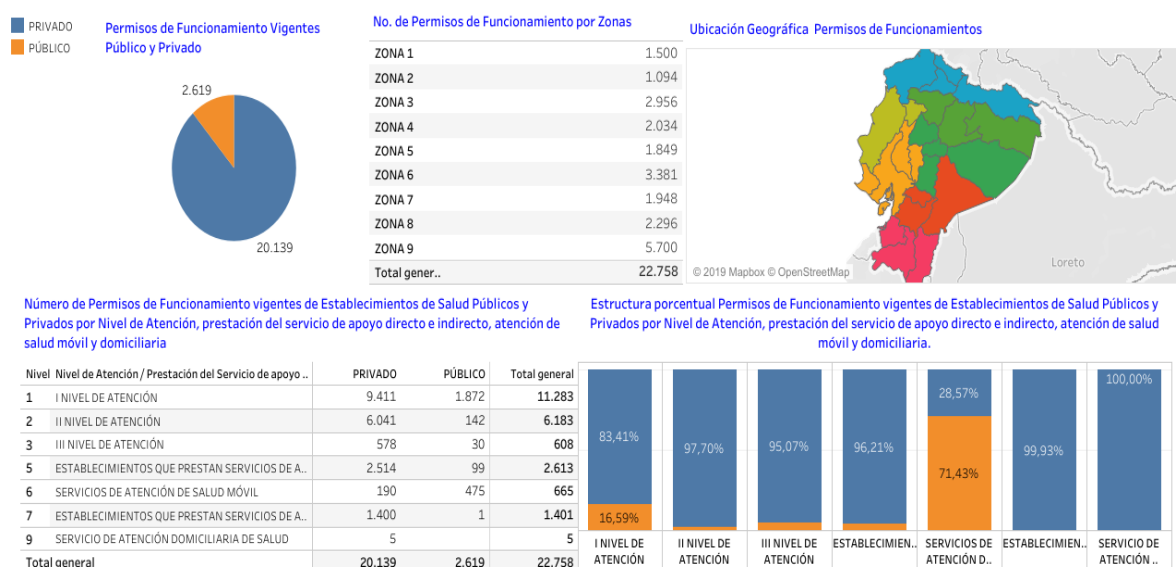 PRIVADO
PÚBLICO
Permisos de Funcionamiento Vigentes
Público y Privado
2.619
20.139
No. de Permisos de Funcionamiento por Zonas
ZONA 1 1.500
ZONA 2 1.094
ZONA 3 2.956
ZONA 4 2.034
ZONA 5 1.849
ZONA 6 3.381
ZONA 7 1.948
ZONA 8 2.296
ZONA 9 5.700
Total gener.. 22.758
Ubicación Geográfica Permisos de Funcionamientos
Loreto
© 2019 Mapbox © OpenStreetMap
Número de Permisos de Funcionamiento vigentes de Establecimientos de Salud Públicos y
Privados por Nivel de Atención, prestación del servicio de apoyo directo e indirecto, atención de
salud móvil y domiciliaria
Nivel Nivel de Atención / Prestación del Servicio de apoyo .. PRIVADO PÚBLICO Total general
1 I NIVEL DE ATENCIÓN 9.411 1.872 11.283
2 II NIVEL DE ATENCIÓN 6.041 142 6.183
3 III NIVEL DE ATENCIÓN 578 30 608
5 ESTABLECIMIENTOS QUE PRESTAN SERVICIOS DE A.. 2.514 99 2.613
6 SERVICIOS DE ATENCIÓN DE SALUD MÓVIL 190 475 665
7 ESTABLECIMIENTOS QUE PRESTAN SERVICIOS DE A.. 1.400 1 1.401
9 SERVICIO DE ATENCIÓN DOMICILIARIA DE SALUD 5 5
Total general 20.139 2.619 22.758
Estructura porcentual Permisos de Funcionamiento vigentes de Establecimientos de Salud Públicos y
Privados por Nivel de Atención, prestación del servicio de apoyo directo e indirecto, atención de salud
móvil y domiciliaria.
83,41% 97,70% 95,07% 96,21% 28,57% 99,93% 100,00%
16,59% 71,43%
I NIVEL DE II NIVEL DE III NIVEL DE ESTABLECIMIEN.. SERVICIOS DE ESTABLECIMIEN.. SERVICIO DE
ATENCIÓN ATENCIÓN ATENCIÓN ATENCIÓN D.. ATENCIÓN ..